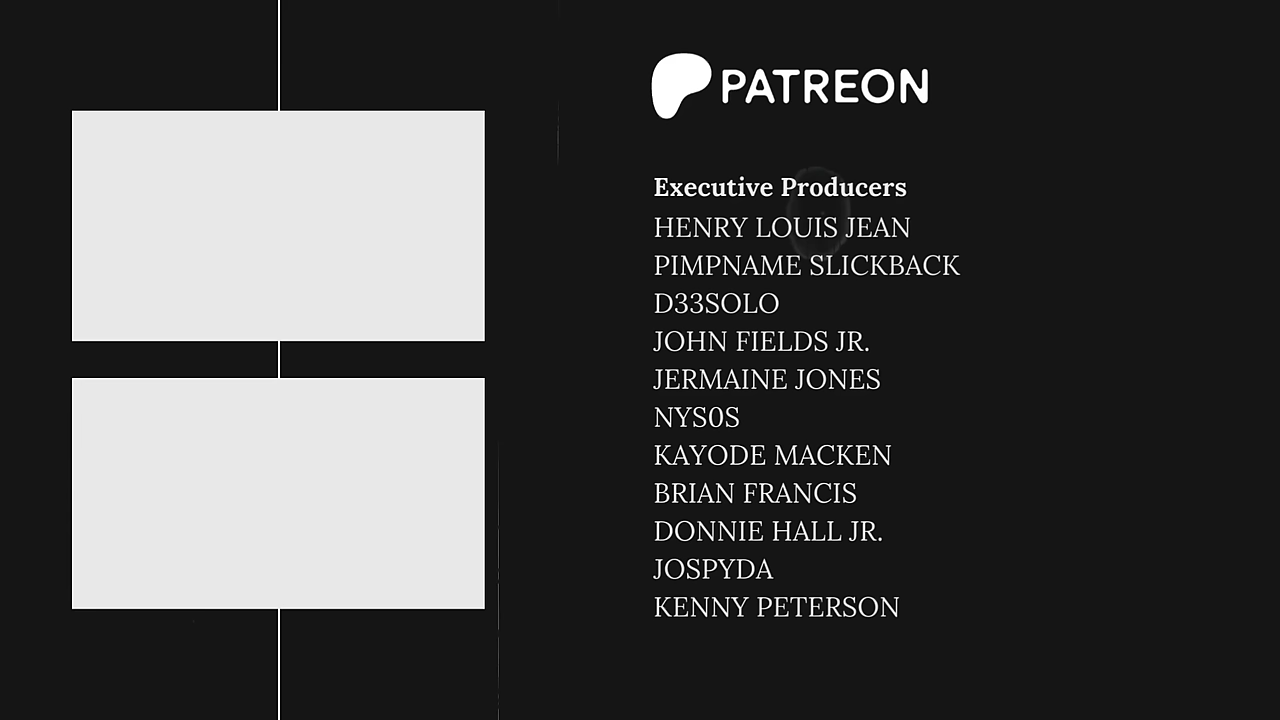 PATREON
Executive Producers
HENRY LOUIS JEAN
PIMPNAME SLICKBACK
D33SOLO
JOHN FIELDS JR.
JERMAINE JONES
NYS0S
KAYODE MACKEN
BRIAN FRANCIS
DONNIE HALL JR.
JOSPYDA
KENNY PETERSON